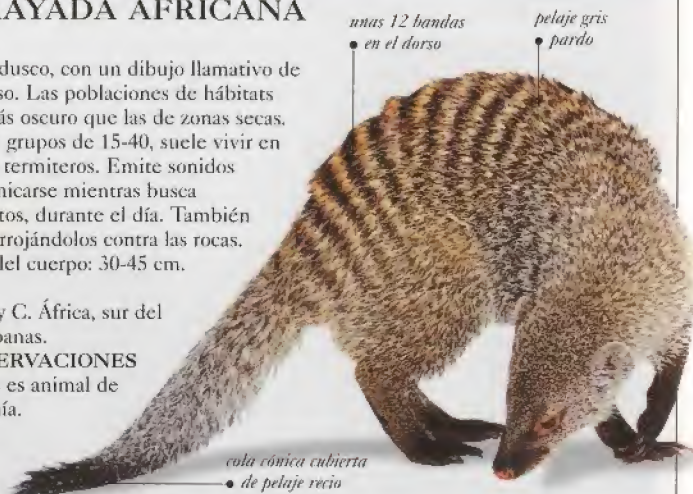 AYADA AFRICANA
unas 12 bandas
en el dorso
pelaje gris
pardo
dusco, con un dibujo llamativo de
so. Las poblaciones de hábitats
ás oscuro que las de zonas secas.
grupos de 15-40, suele vivir en
termiteros. Emite sonidos
nicarse mientras busca
tos, durante el día. También
rrojándolos contra las rocas.
del cuerpo: 30-45 cm.
y C. África, sur del
banas.
ERVACIONES
es animal de
ía.
cola cónica cubierta
de pelaje recio